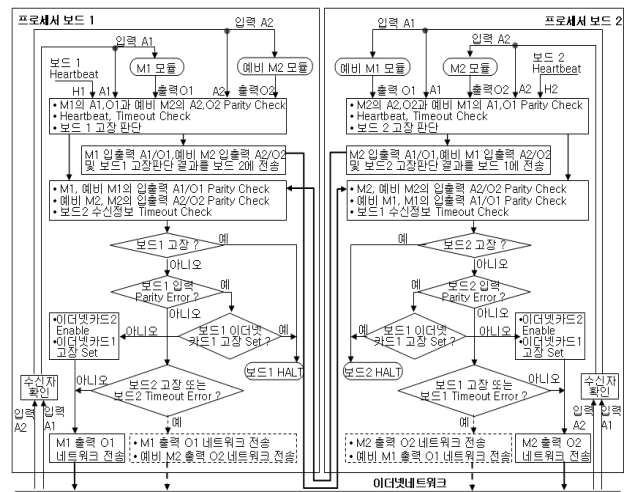 프로세서 보드 1
입력 A2
입력 A1
보드 1
Heartbeat
M1 모듈
예비 M2 모듈
H1
A1
출력O1
A2
출력O2
• M1의 A1,O1과 예비 M2의 A2,O2 Parity Check
• Heartbeat, Timeout Check
• 보드 1 고장 판단
M1 입출력 A1/O1,예비 M2 입출력 A2/O2
및 보드1 고장판단 결과를 보드 2에 전송
• M1, 예비 M1의 입출력 A1/O1 Parity Check
• 예비 M2, M2의 입출력 A2/O2 Parity Check
• 보드2 수신정보 Timeout Check
보드1 고장 ?
예
아니오
보드1 입력
Parity Error ?
예
아니오
보드1 이더넷
카드1 고장 Set ?
예
아니오
•이더넷카드2
Enable
•이더넷카드1
고장 Set
보드1 HALT
보드2 고장 또는
보드2 Timeout Error ?
아니오
예
수신자
확인
입력
A2
입력
A1
M1 출력 O1
네트워크 전송
• M1 출력 O1 네트워크 전송
• 예비 M2 출력 O2 네트워크 전송
프로세서 보드 2
입력 A1
입력 A2
예비 M1 모듈
M2 모듈
보드 2
Heartbeat
출력O1
A1
출력O2
A2
H2
• M2의 A2,O2과 예비 M1의 A1,O1 Parity Check
• Heartbeat, Timeout Check
• 보드 2 고장 판단
M1 입출력 A1/O1,예비 M2 입출력 A2/O2
및 보드2 고장판단 결과를 보드 1에 전송
• M2, 예비 M2의 입출력 A2/O2 Parity Check
• 예비 M1, M1의 입출력 A1/O1 Parity Check
• 보드1 수신정보 Timeout Check
보드2 고장 ?
예
아니오
보드2 입력
Parity Error ?
예
아니오
보드1 이더넷
카드1 고장 Set ?
예
아니오
•이더넷카드2
Enable
•이더넷카드1
고장 Set
보드2 HALT
보드1 고장 또는
보드1 Timeout Error ?
아니오
예
수신자
확인
입력
A2
입력
A1
• M2 출력 O2 네트워크 전송
• 예비 M1 출력 O1 네트워크 전송
M2 출력 O2
네트워크 전송
이더넷네트워크